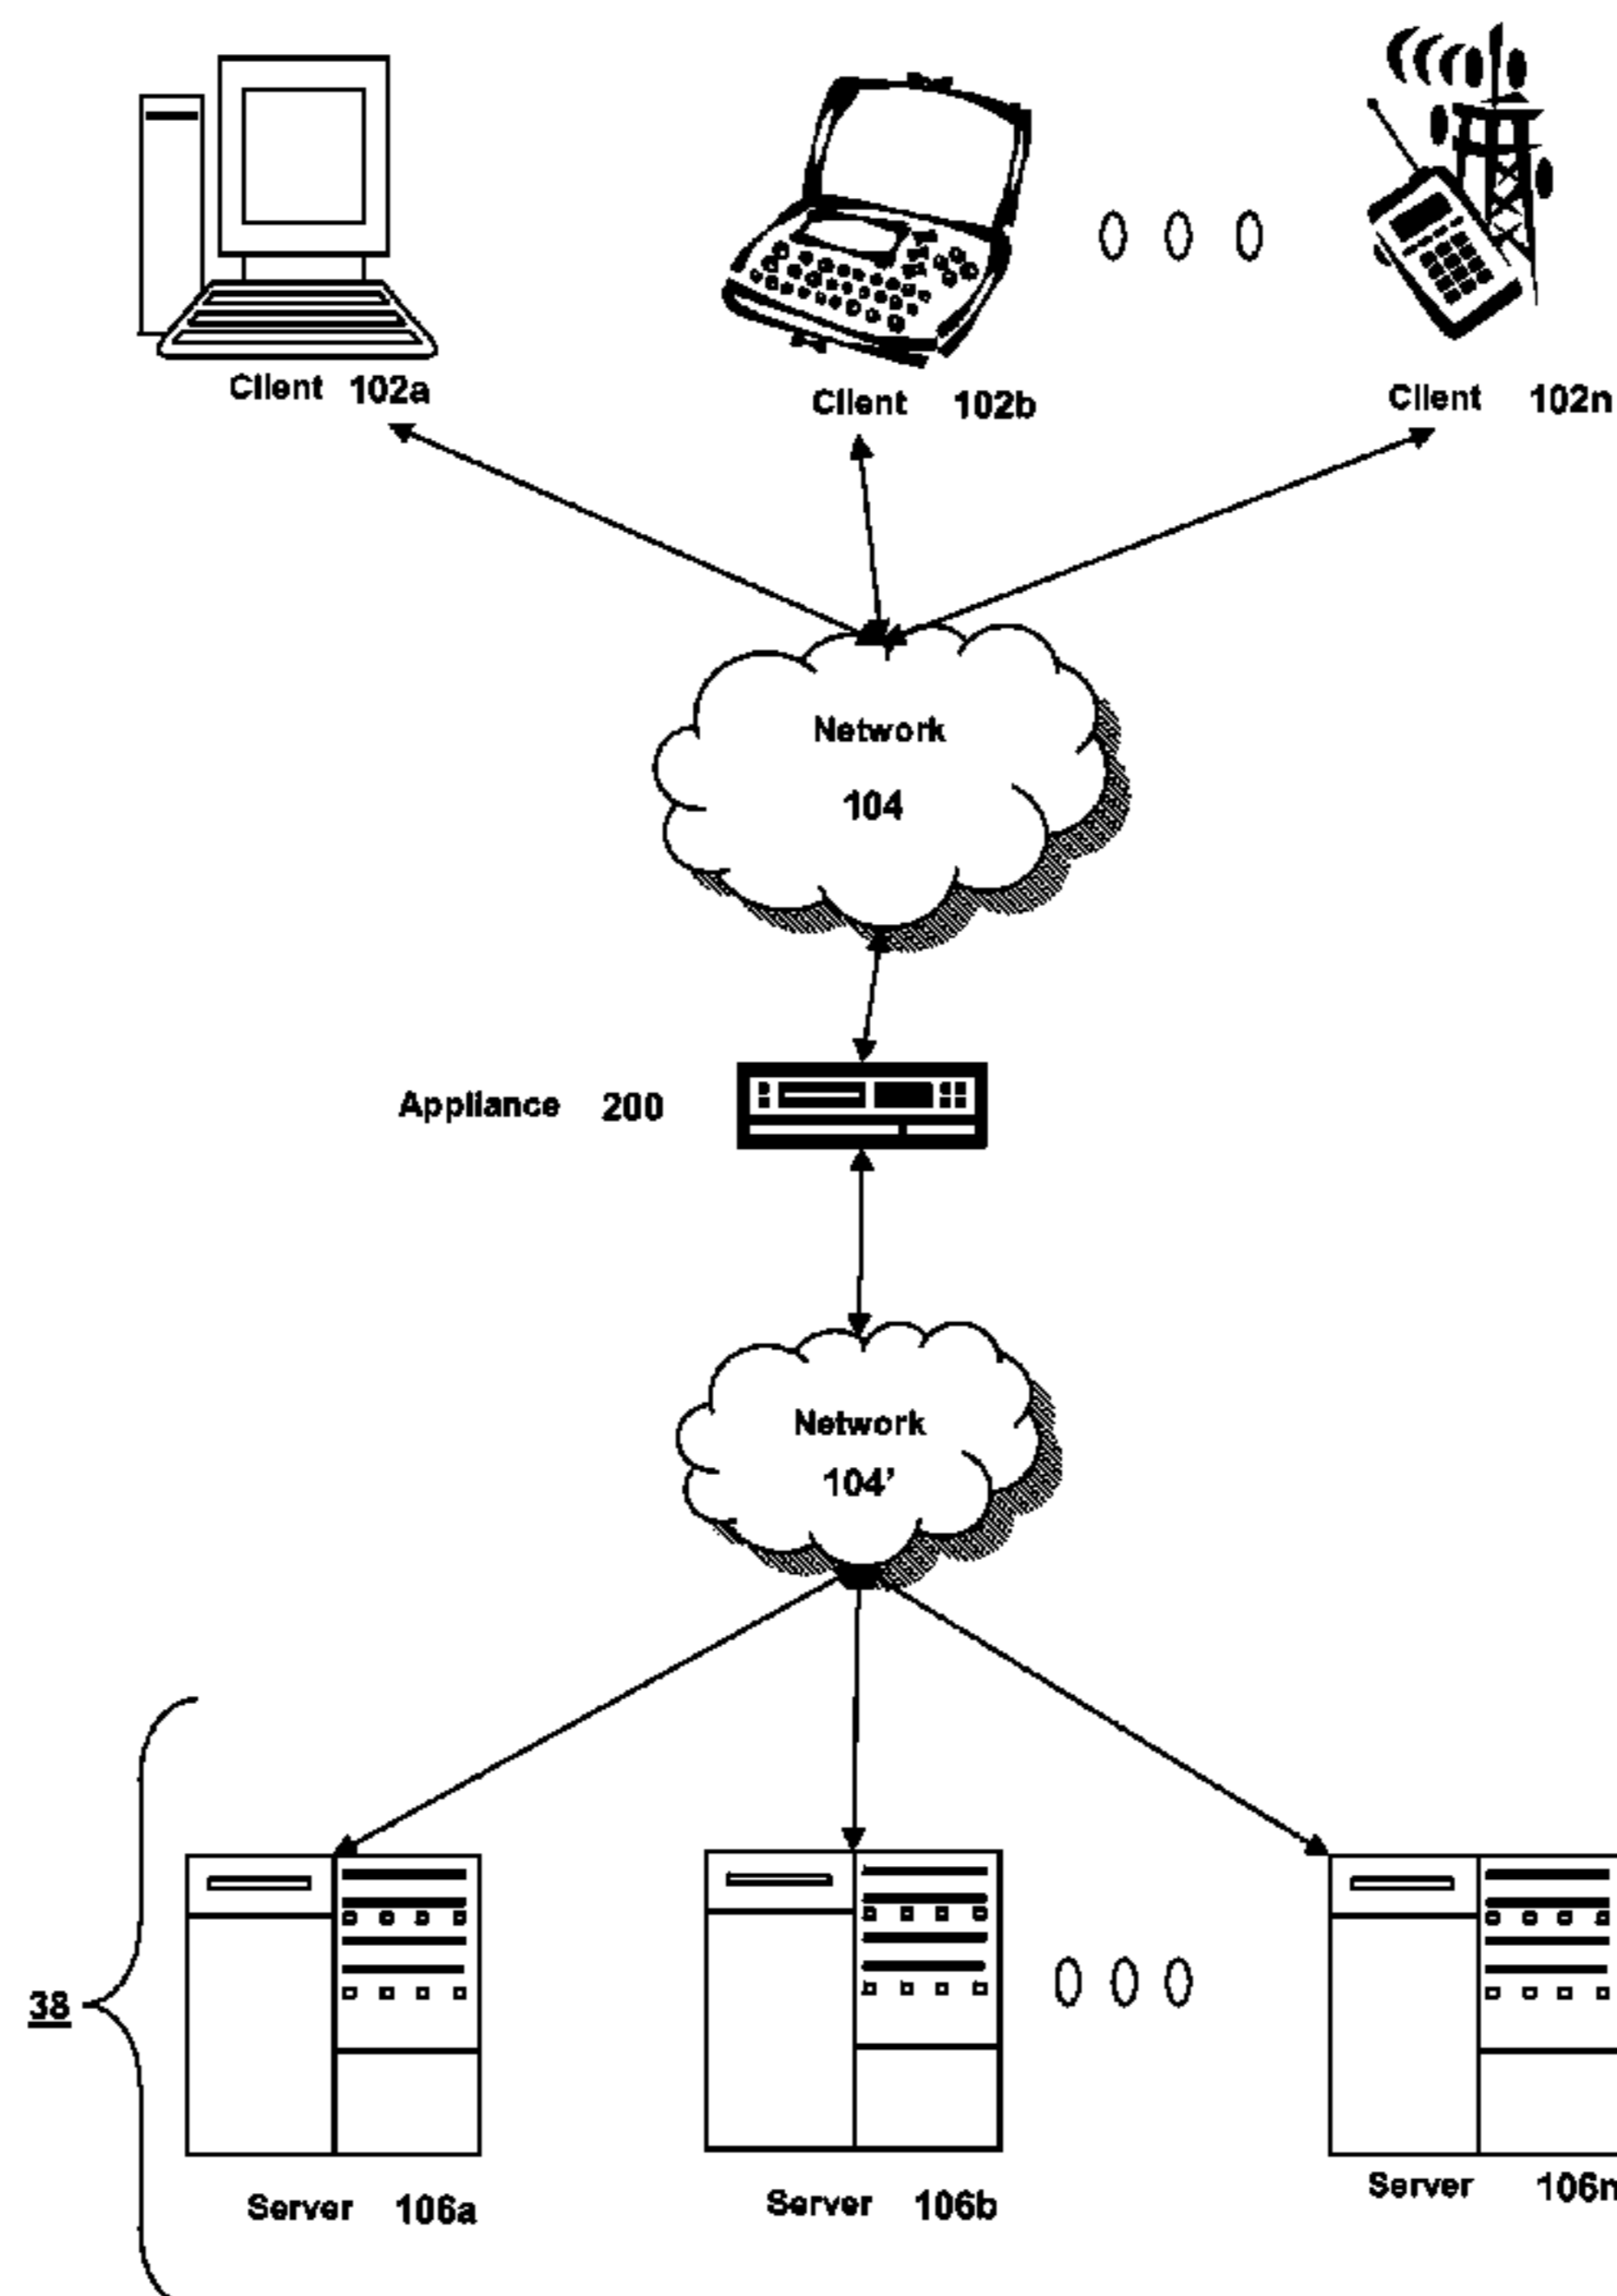 Client 102a
Client 102b
Client 102n
Network
104
Appliance 200
Network
104’
38
Server 106a
Server 106b
Server 106n